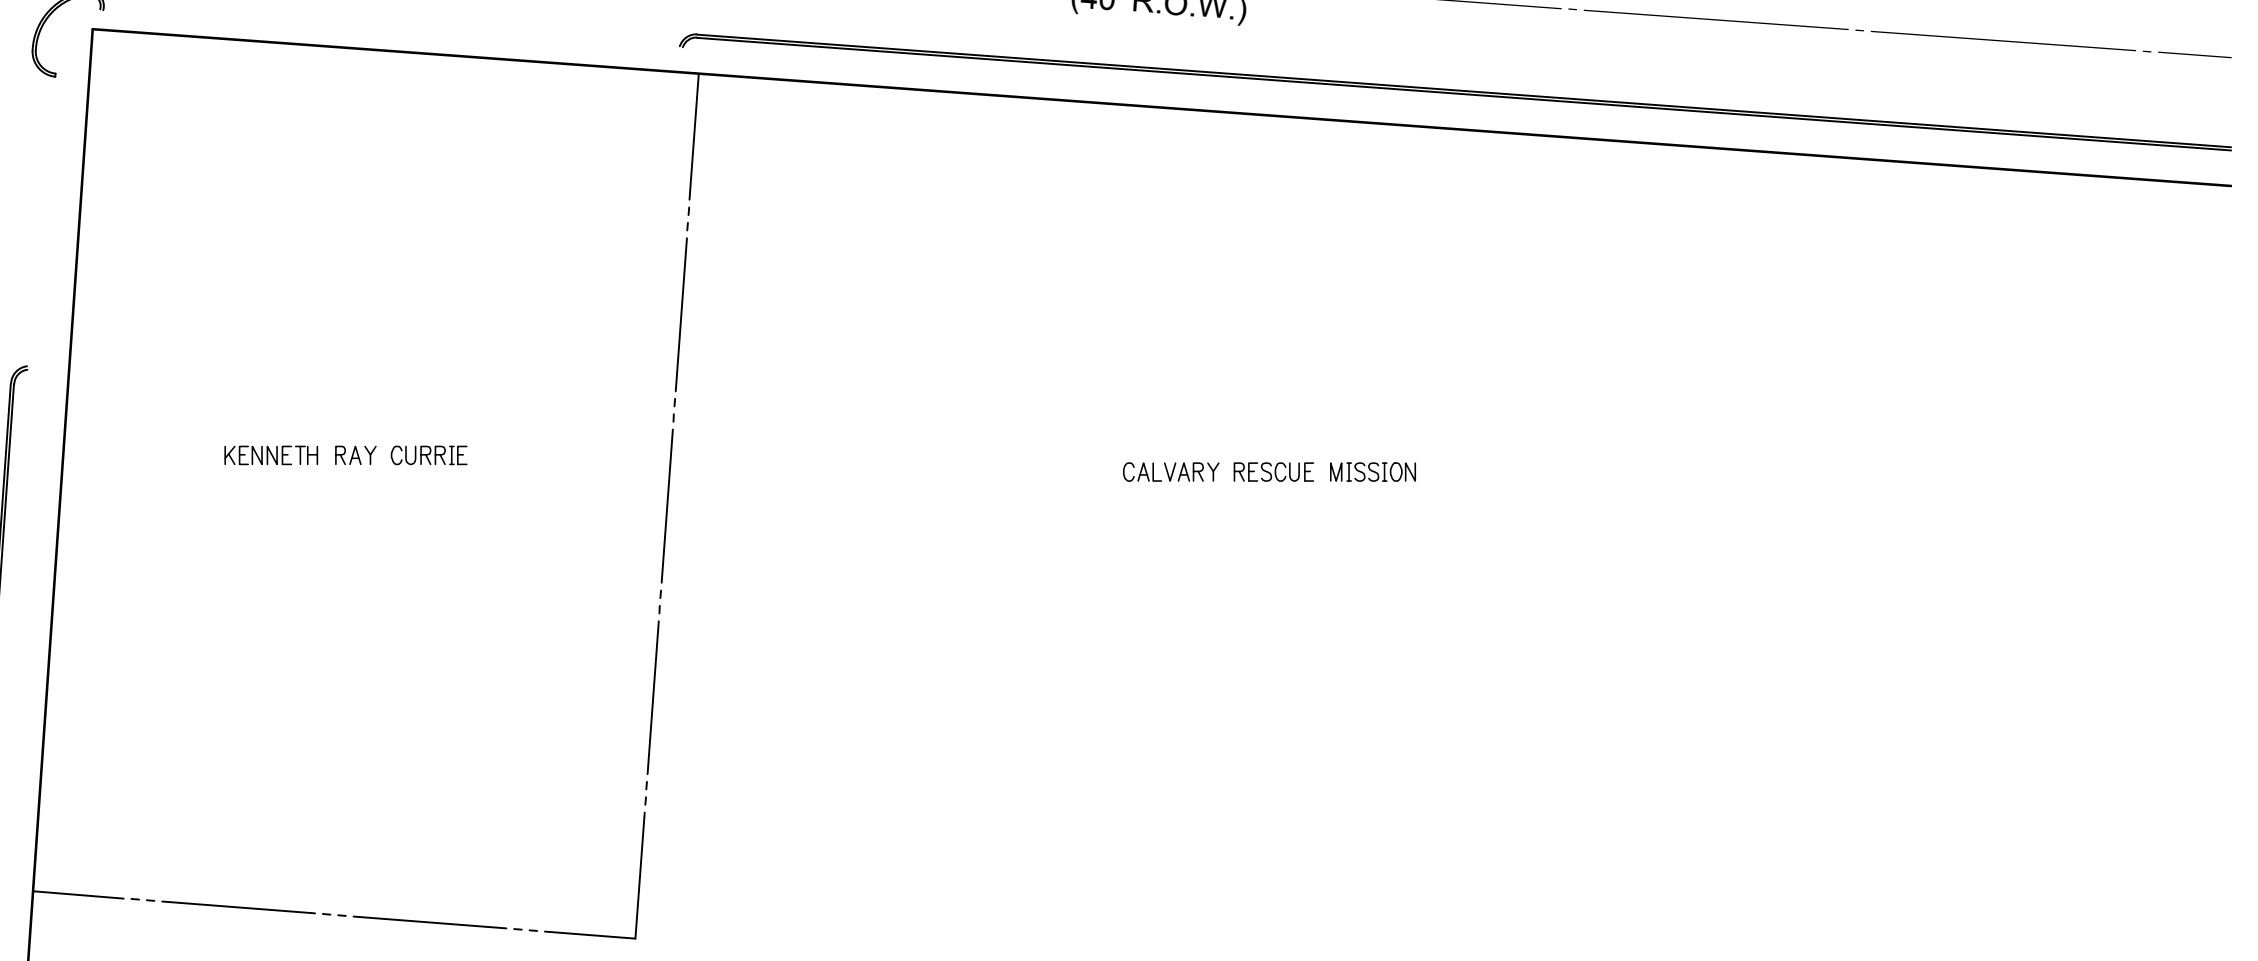 (40' R.O.W.)
KENNETH RAY CURRIE
CALVARY RESCUE MISSION